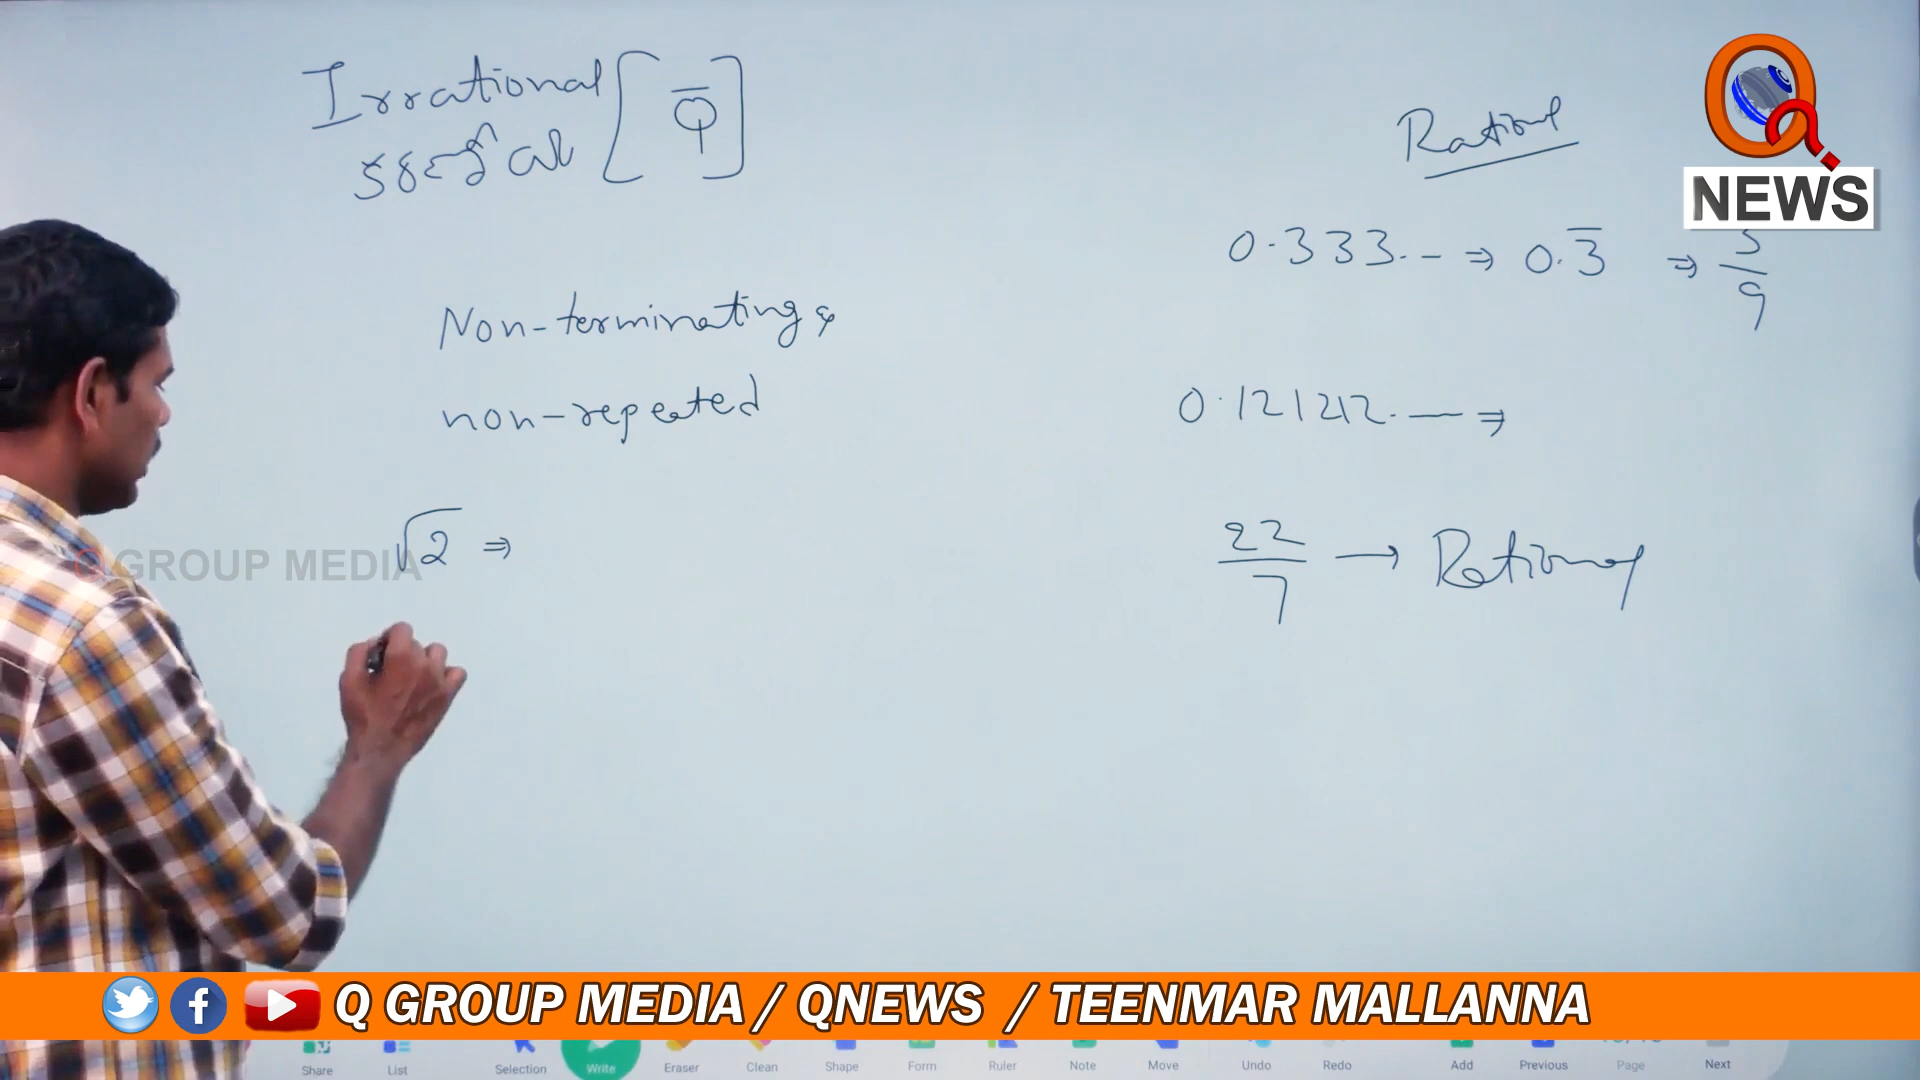 Irrational [ Q̅ ]
Non-terminating &
non-repeated
√2 ⇒
Rational
0.333.-- ⇒ 0.3̅ ⇒ 3/9
0.121212.— ⇒
22/7 → Rational
Q
NEWS
Q GROUP MEDIA
Q GROUP MEDIA / QNEWS / TEENMAR MALLANNA
Share List Selection Write Eraser Clean Shape Form Ruler Note Move Undo Redo Add Previous Page Next